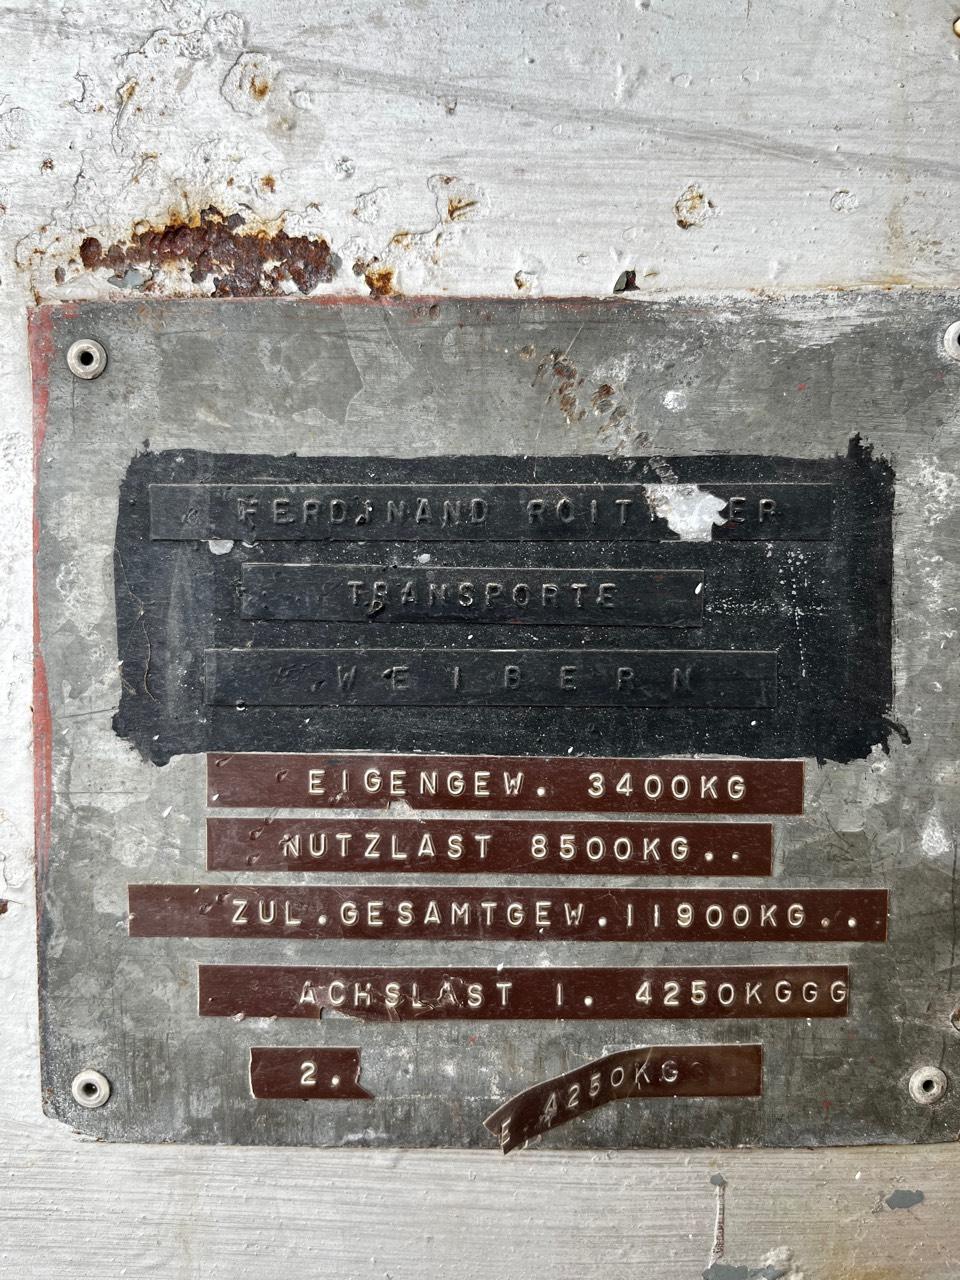 FERDINAND
TRANSPORTE
WEIBERN
EIGENGEW. 3400KG
NUTZLAST 8500KG..
ZUL.GESAMTGEW.11900KG..
ACHSLAST 1. 4250KGGG
2. 4250KG